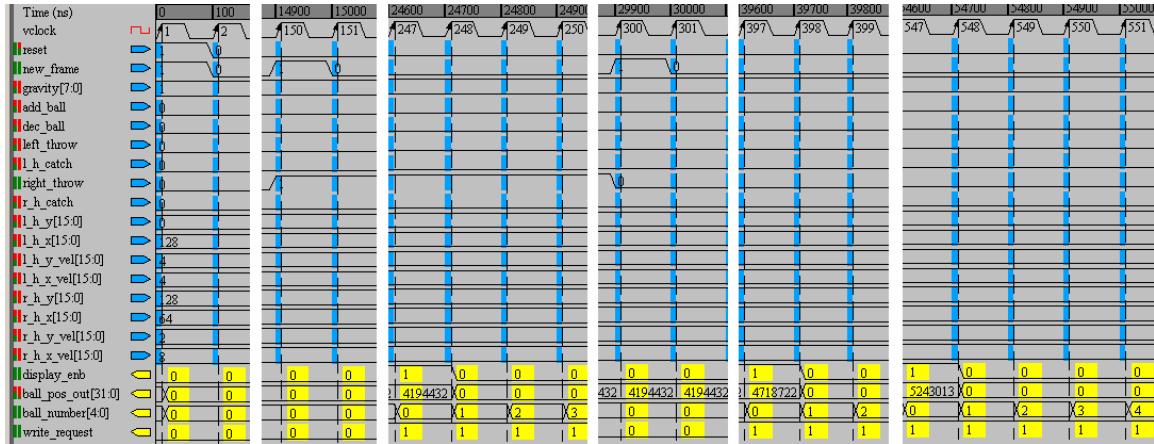 Time (ns) 0 100 14900 15000 24600 24700 24800 2490 29900 30000 39600 39700 39800 54600 54700 54800 54900 55000
vclock 1 2 150 151 247 248 249 250 300 301 397 398 399 547 548 549 550 551
reset 0
new_frame 0 0 0
gravity[7:0]
add_ball 0
dec_ball 0
left_throw 0
l_h_catch 0
right_throw 0 0
r_h_catch 0
l_h_y[15:0] 0
l_h_x[15:0] 128
l_h_y_vel[15:0] 4
l_h_x_vel[15:0] 4
r_h_y[15:0] 128
r_h_x[15:0] 64
r_h_y_vel[15:0] 2
r_h_x_vel[15:0] 8
display_enb 0 0 0 0 1 0 0 0 0 0 1 0 0 1 0 0 0 0
ball_pos_out[31:0] 0 0 0 0 4194432 0 0 0 432 4194432 4194432 4718722 0 0 5243013 0 0 0 0
ball_number[4:0] 0 0 0 0 0 1 2 3 0 0 0 1 2 0 1 2 3 4
write_request 0 0 0 0 1 1 1 1 0 0 1 1 1 1 1 1 1 1